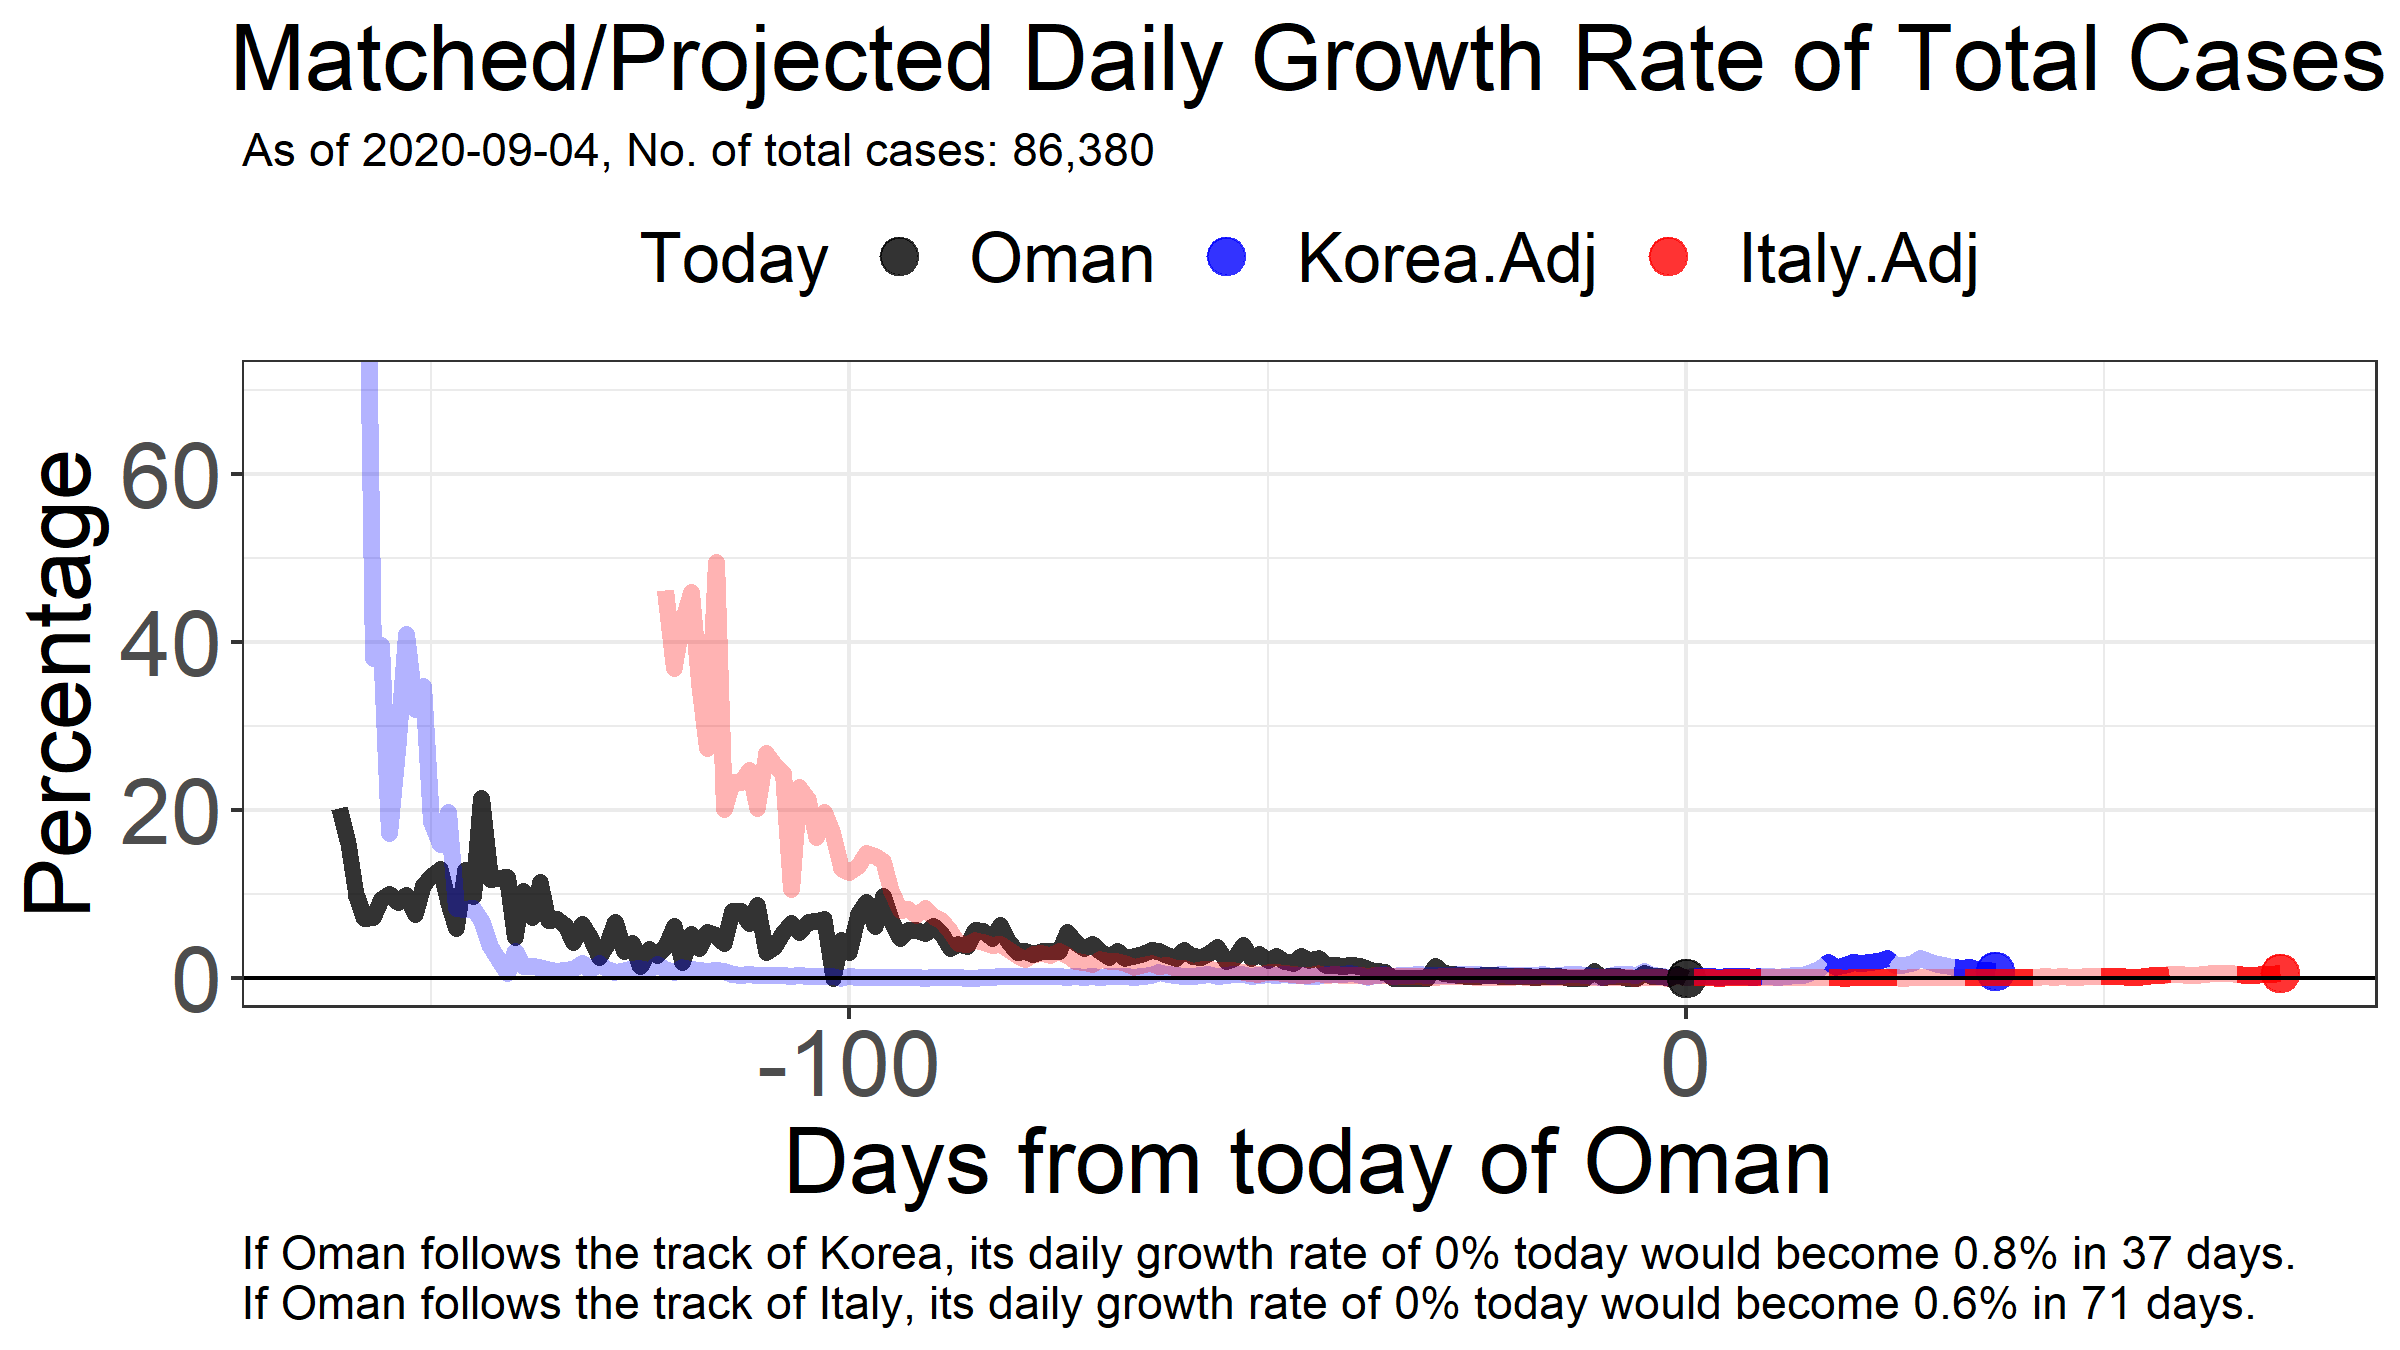 Matched/Projected Daily Growth Rate of Total Cases
As of 2020-09-04, No. of total cases: 86,380
Today Oman Korea.Adj Italy.Adj
Percentage
60
40
20
0
-100 0
Days from today of Oman
If Oman follows the track of Korea, its daily growth rate of 0% today would become 0.8% in 37 days.
If Oman follows the track of Italy, its daily growth rate of 0% today would become 0.6% in 71 days.